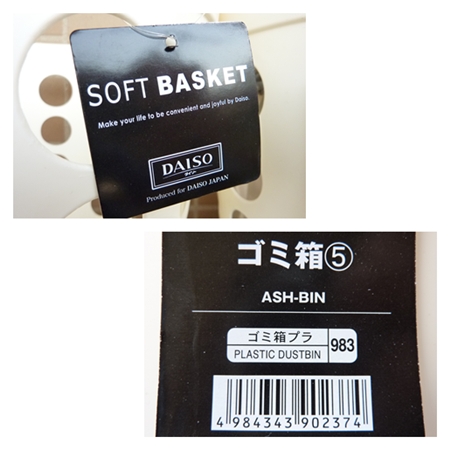 SOFT BASKET
Make your life to be convenient and joyful by Daiso.
DAISO
ダイソー
Produced for DAISO JAPAN
ゴミ箱⑤
ASH-BIN
ゴミ箱プラ
983
PLASTIC DUSTBIN
4 984343 902374